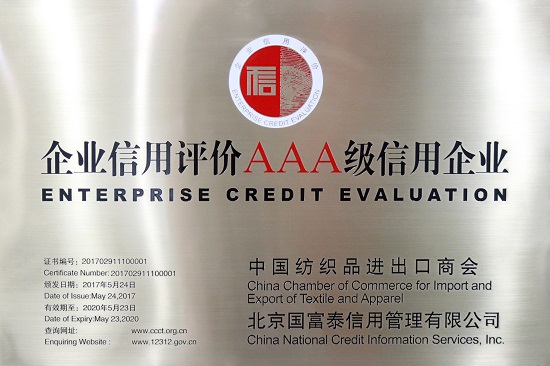 企业信用评价
信
ENTERPRISE CREDIT EVALUATION
企业信用评价AAA级信用企业
ENTERPRISE CREDIT EVALUATION
证书编号：201702911100001
Certificate Number:201702911100001
颁发日期：2017年5月24日
Date of Issue:May 24,2017
有效期至：2020年5月23日
Date of Expiry:May 23,2020
查询网址：www.ccct.org.cn
Enquiring Website：www.12312.gov.cn
中国纺织品进出口商会
China Chamber of Commerce for Import and
Export of Textile and Apparel
北京国富泰信用管理有限公司
China National Credit Information Services, Inc.